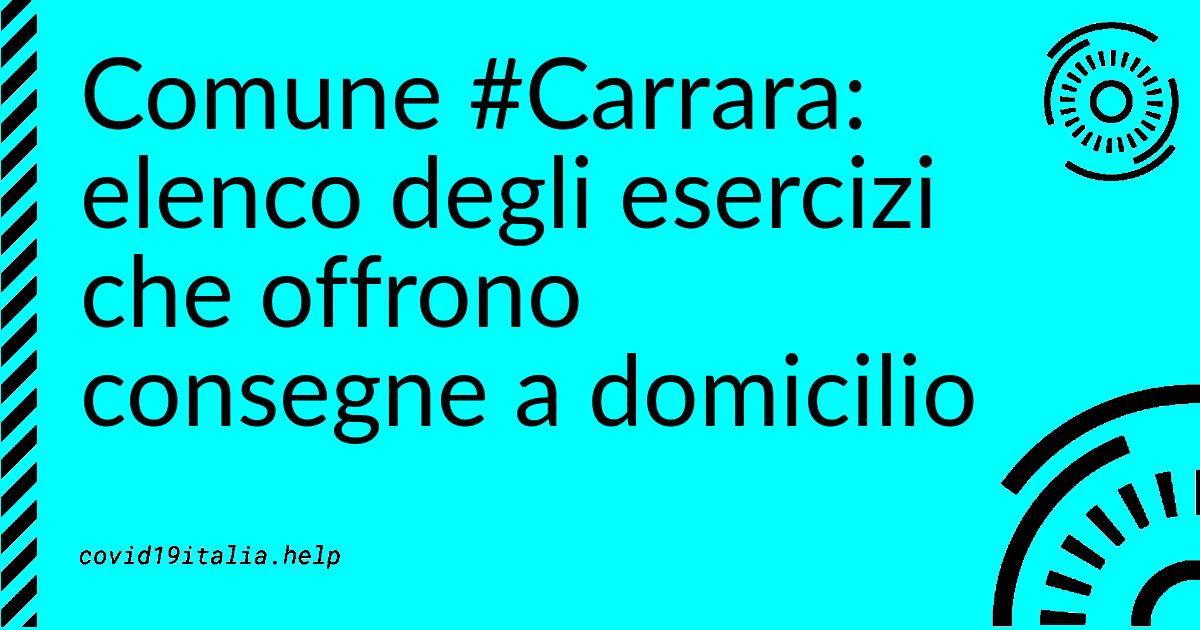 Comune #Carrara:
elenco degli esercizi
che offrono
consegne a domicilio
covid19italia.help